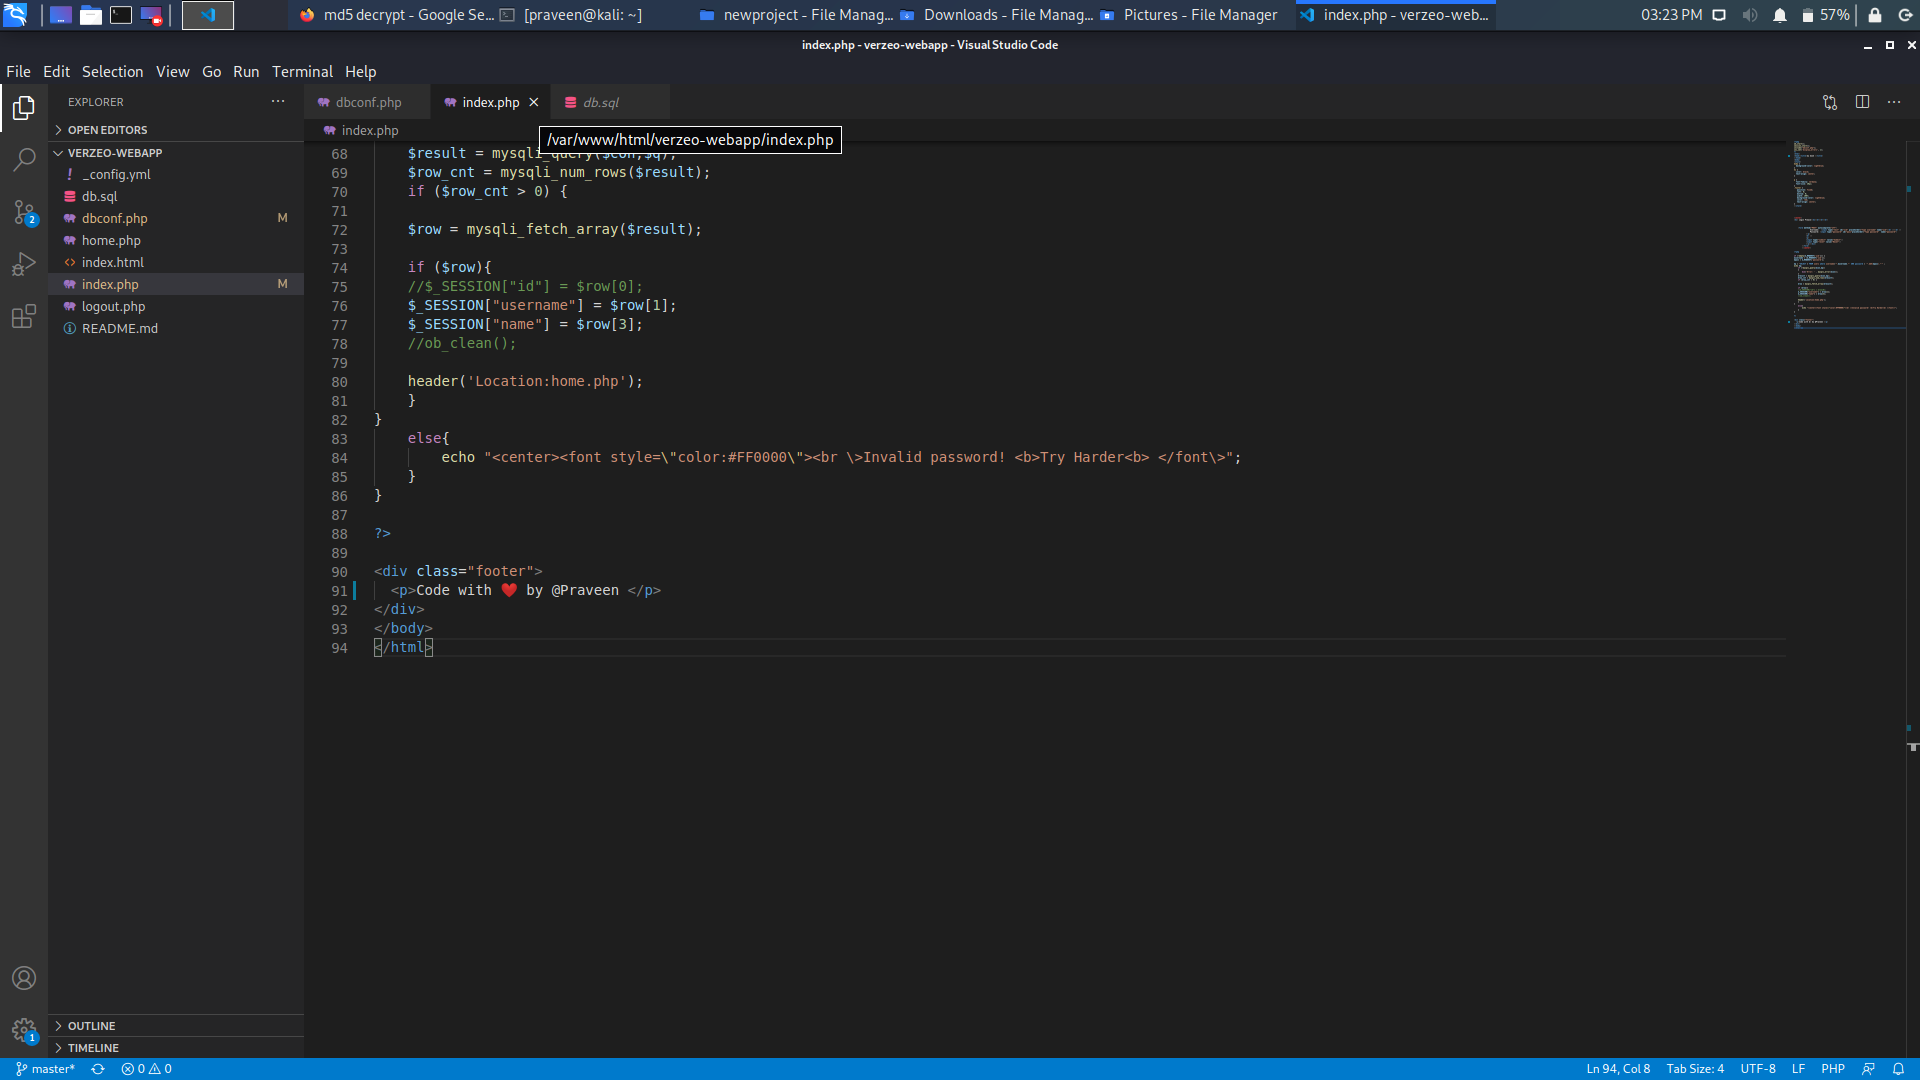 md5 decrypt - Google Se... [praveen@kali: ~] newproject - File Manag... Downloads - File Manag... Pictures - File Manager index.php - verzeo-web... 03:23 PM 57%
index.php - verzeo-webapp - Visual Studio Code
File Edit Selection View Go Run Terminal Help
EXPLORER
OPEN EDITORS
VERZEO-WEBAPP
_config.yml
db.sql
dbconf.php M
home.php
index.html
index.php M
logout.php
README.md
OUTLINE
TIMELINE
2
1
dbconf.php index.php db.sql
index.php
/var/www/html/verzeo-webapp/index.php
68 $result = mysqli_query($con,$q);
69 $row_cnt = mysqli_num_rows($result);
70 if ($row_cnt > 0) {
71
72 $row = mysqli_fetch_array($result);
73
74 if ($row){
75 //$_SESSION["id"] = $row[0];
76 $_SESSION["username"] = $row[1];
77 $_SESSION["name"] = $row[3];
78 //ob_clean();
79
80 header('Location:home.php');
81 }
82 }
83 else{
84 echo "<center><font style=\"color:#FF0000\"><br \>Invalid password! <b>Try Harder<b> </font\>";
85 }
86 }
87
88 ?>
89
90 <div class="footer">
91 <p>Code with ❤️ by @Praveen </p>
92 </div>
93 </body>
94 </html>
master* 0 0 Ln 94, Col 8 Tab Size: 4 UTF-8 LF PHP